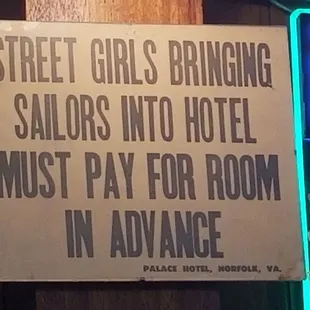 STREET GIRLS BRINGING
SAILORS INTO HOTEL
MUST PAY FOR ROOM
IN ADVANCE
PALACE HOTEL, NORFOLK, VA.